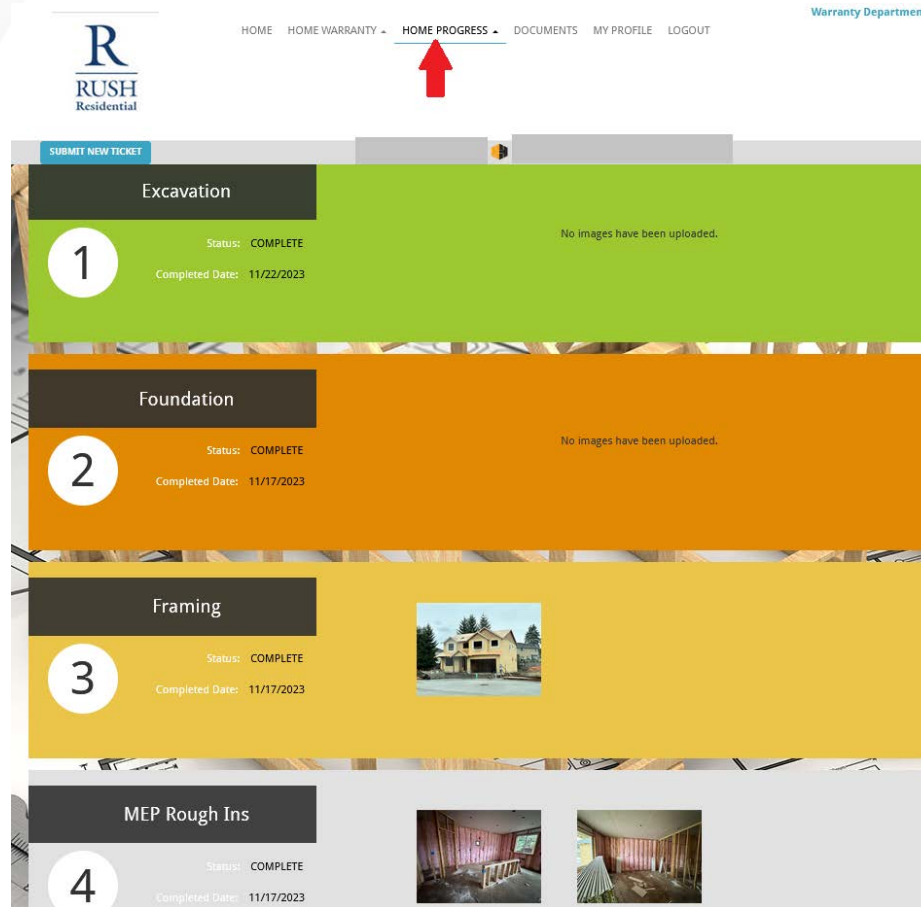 Warranty Departmen
HOME HOME WARRANTY HOME PROGRESS DOCUMENTS MY PROFILE LOGOUT
R
RUSH
Residential
SUBMIT NEW TICKET
Excavation
1
Status: COMPLETE
Completed Date: 11/22/2023
No images have been uploaded.
Foundation
2
Status: COMPLETE
Completed Date: 11/17/2023
No images have been uploaded.
Framing
3
Status: COMPLETE
Completed Date: 11/17/2023
MEP Rough Ins
4
Status: COMPLETE
Completed Date: 11/17/2023